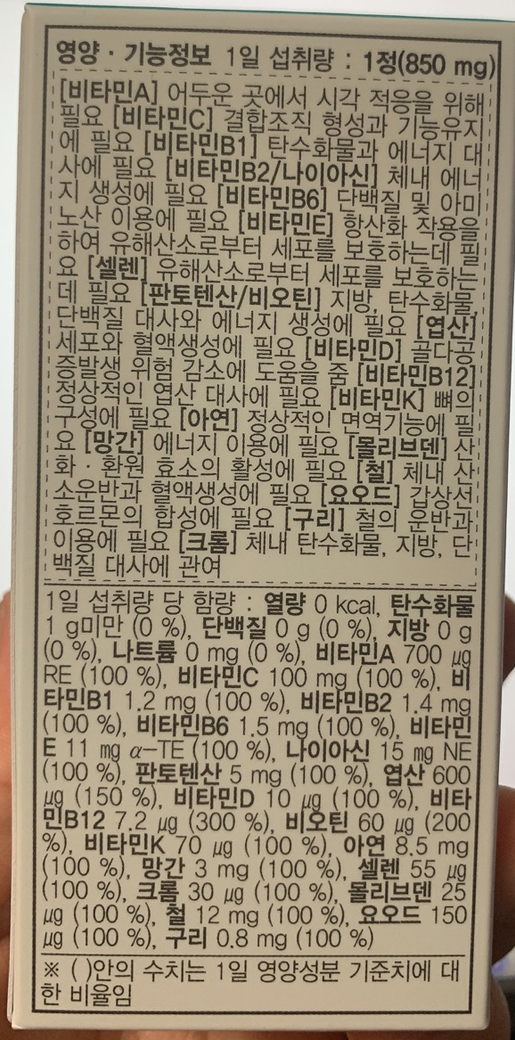 영양 · 기능정보 1일 섭취량 : 1정(850 mg)
[비타민A] 어두운 곳에서 시각 적응을 위해
필요 [비타민C] 결합조직 형성과 기능유지
에 필요 [비타민B1] 탄수화물과 에너지 대
사에 필요 [비타민B2/나이아신] 체내 에너
지 생성에 필요 [비타민B6] 단백질 및 아미
노산 이용에 필요 [비타민E] 항산화 작용을
하여 유해산소로부터 세포를 보호하는데 필
요 [셀렌] 유해산소로부터 세포를 보호하는
데 필요 [판토텐산/비오틴] 지방, 탄수화물,
단백질 대사와 에너지 생성에 필요 [엽산]
세포와 혈액생성에 필요 [비타민D] 골다공
증발생 위험 감소에 도움을 줌 [비타민B12]
정상적인 엽산 대사에 필요 [비타민K] 뼈의
구성에 필요 [아연] 정상적인 면역기능에 필
요 [망간] 에너지 이용에 필요 [몰리브덴] 산
화 · 환원 효소의 활성에 필요 [철] 체내 산
소운반과 혈액생성에 필요 [요오드] 갑상선
호르몬의 합성에 필요 [구리] 철의 운반과
이용에 필요 [크롬] 체내 탄수화물, 지방, 단
백질 대사에 관여
1일 섭취량 당 함량 : 열량 0 kcal, 탄수화물
1 g미만 (0 %), 단백질 0 g (0 %), 지방 0 g
(0 %), 나트륨 0 mg (0 %), 비타민A 700 μg
RE (100 %), 비타민C 100 mg (100 %), 비
타민B1 1.2 mg (100 %), 비타민B2 1.4 mg
(100 %), 비타민B6 1.5 mg (100 %), 비타민
E 11 mg α-TE (100 %), 나이아신 15 mg NE
(100 %), 판토텐산 5 mg (100 %), 엽산 600
μg (150 %), 비타민D 10 μg (100 %), 비타
민B12 7.2 μg (300 %), 비오틴 60 μg (200
%), 비타민K 70 μg (100 %), 아연 8.5 mg
(100 %), 망간 3 mg (100 %), 셀렌 55 μg
(100 %), 크롬 30 μg (100 %), 몰리브덴 25
μg (100 %), 철 12 mg (100 %), 요오드 150
μg (100 %), 구리 0.8 mg (100 %)
※ ( )안의 수치는 1일 영양성분 기준치에 대
한 비율임